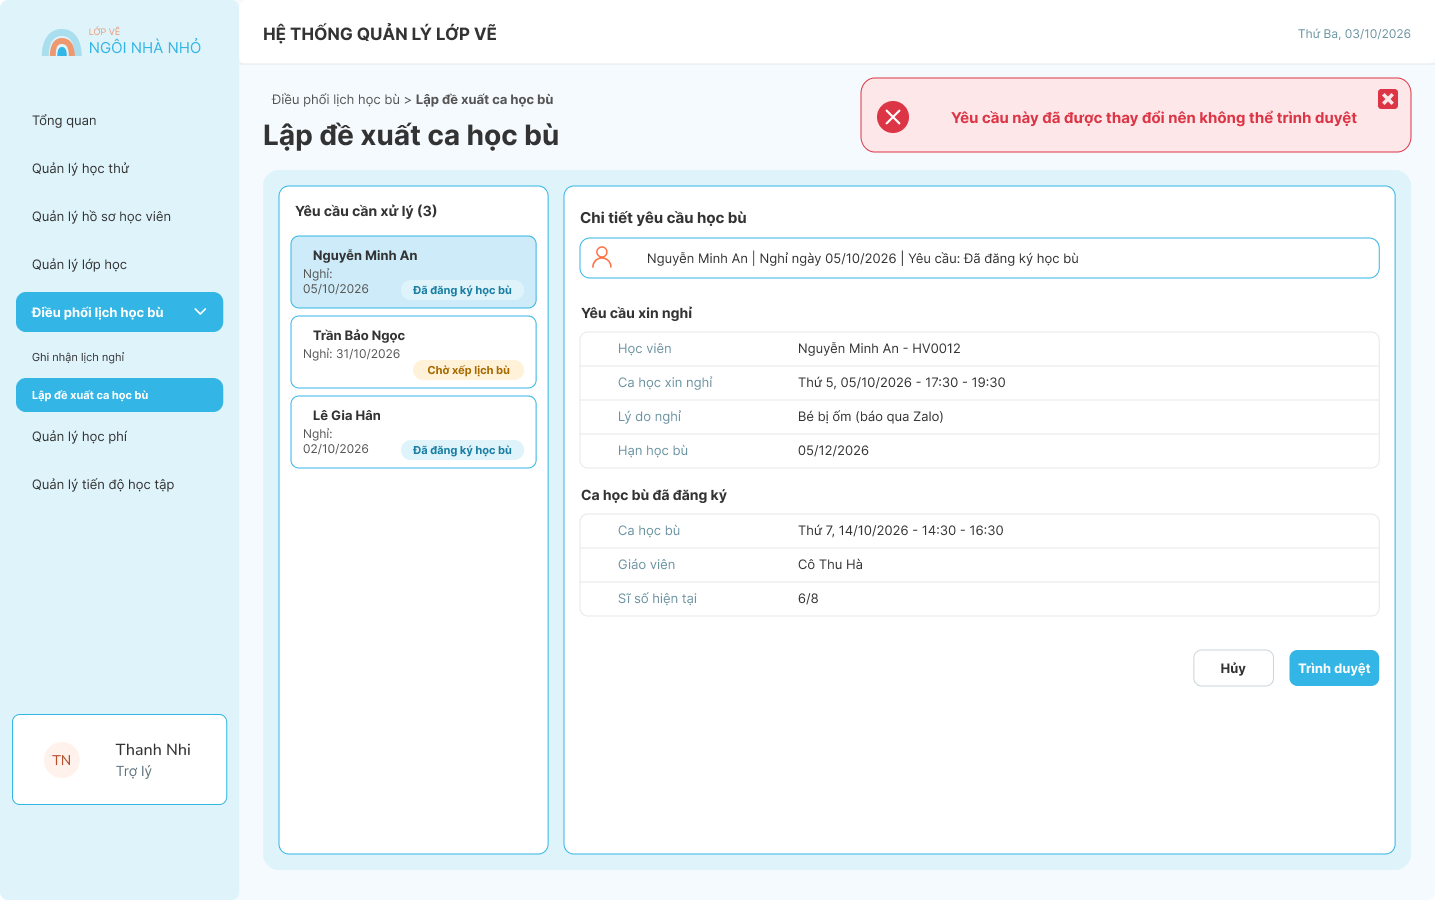 LỚP VẼ
NGÔI NHÀ NHỎ
Tổng quan
Quản lý học thử
Quản lý hồ sơ học viên
Quản lý lớp học
Điều phối lịch học bù
Ghi nhận lịch nghỉ
Lập đề xuất ca học bù
Quản lý học phí
Quản lý tiến độ học tập
TN
Thanh Nhi
Trợ lý
HỆ THỐNG QUẢN LÝ LỚP VẼ
Thứ Ba, 03/10/2026
Điều phối lịch học bù > Lập đề xuất ca học bù
Lập đề xuất ca học bù
Yêu cầu này đã được thay đổi nên không thể trình duyệt
Yêu cầu cần xử lý (3)
Nguyễn Minh An
Nghỉ:
05/10/2026
Đã đăng ký học bù
Trần Bảo Ngọc
Nghỉ: 31/10/2026
Chờ xếp lịch bù
Lê Gia Hân
Nghỉ:
02/10/2026
Đã đăng ký học bù
Chi tiết yêu cầu học bù
Nguyễn Minh An | Nghỉ ngày 05/10/2026 | Yêu cầu: Đã đăng ký học bù
Yêu cầu xin nghỉ
Học viên Nguyễn Minh An - HV0012
Ca học xin nghỉ Thứ 5, 05/10/2026 - 17:30 - 19:30
Lý do nghỉ Bé bị ốm (báo qua Zalo)
Hạn học bù 05/12/2026
Ca học bù đã đăng ký
Ca học bù Thứ 7, 14/10/2026 - 14:30 - 16:30
Giáo viên Cô Thu Hà
Sĩ số hiện tại 6/8
Hủy
Trình duyệt